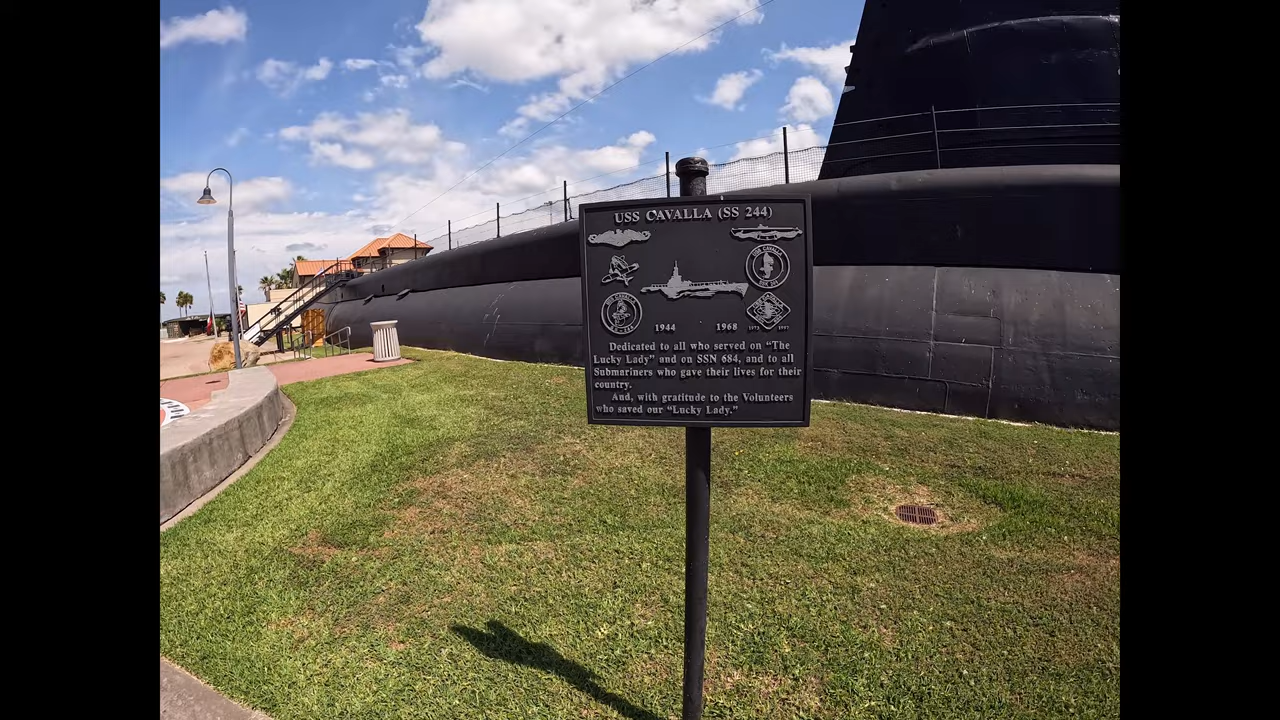 USS CAVALLA (SS 244)
USS CAVALLA
1944 1968
Dedicated to all who served on "The
Lucky Lady" and on SSN 684, and to all
Submariners who gave their lives for their
country.
And, with gratitude to the Volunteers
who saved our "Lucky Lady."